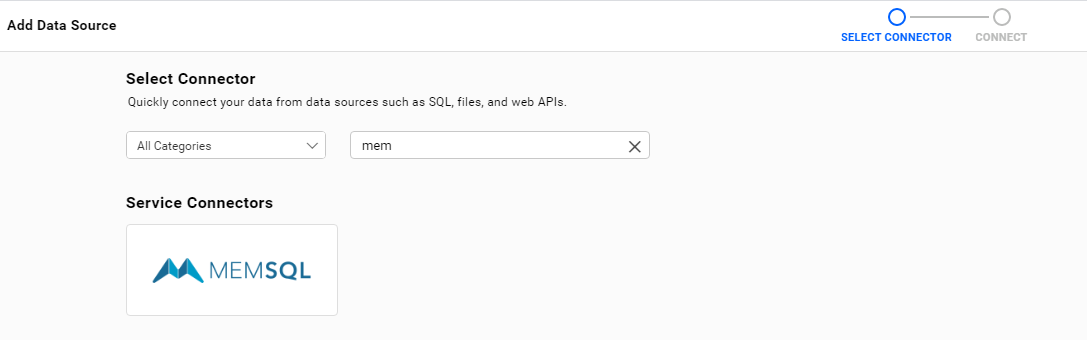 Add Data Source
SELECT CONNECTOR
CONNECT
Select Connector
Quickly connect your data from data sources such as SQL, files, and web APIs.
All Categories
mem
Service Connectors
MEMSQL